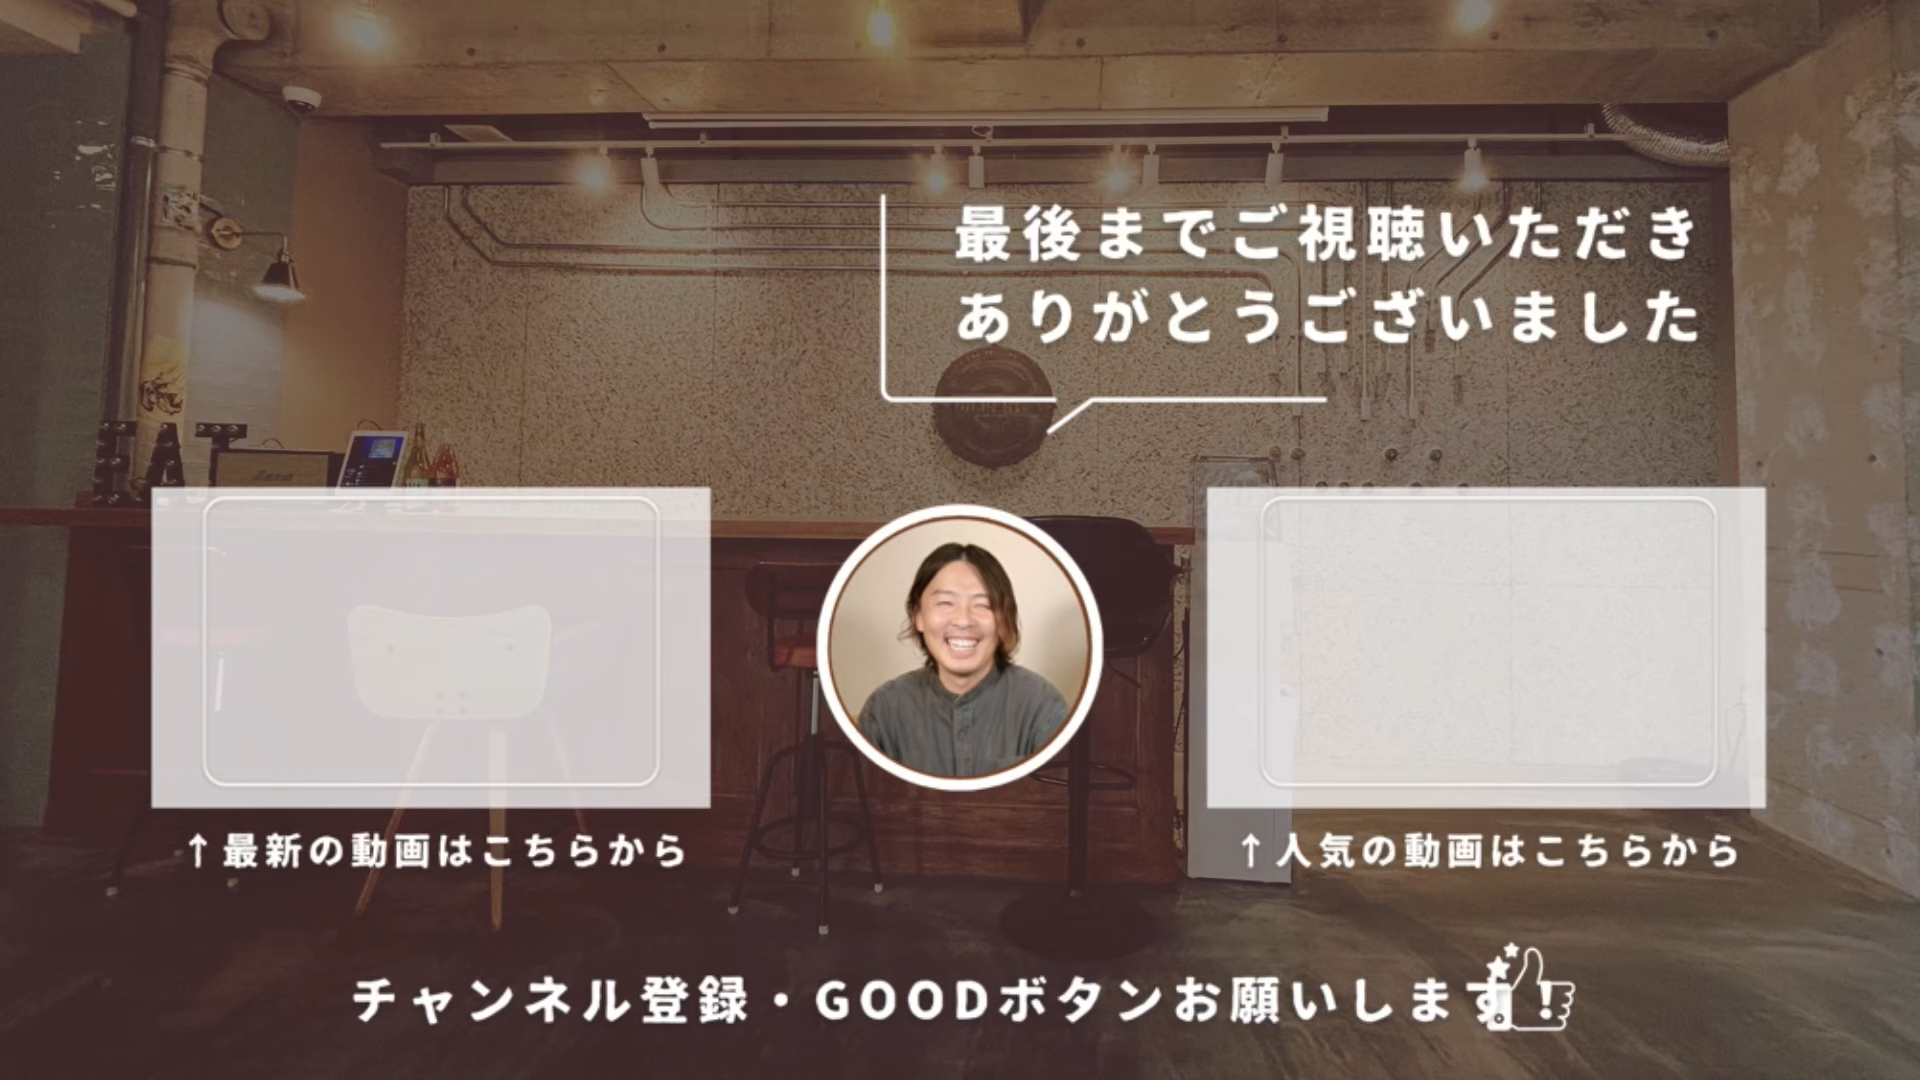 最後までご視聴いただき
ありがとうございました
↑最新の動画はこちらから
↑人気の動画はこちらから
チャンネル登録・GOODボタンお願いします